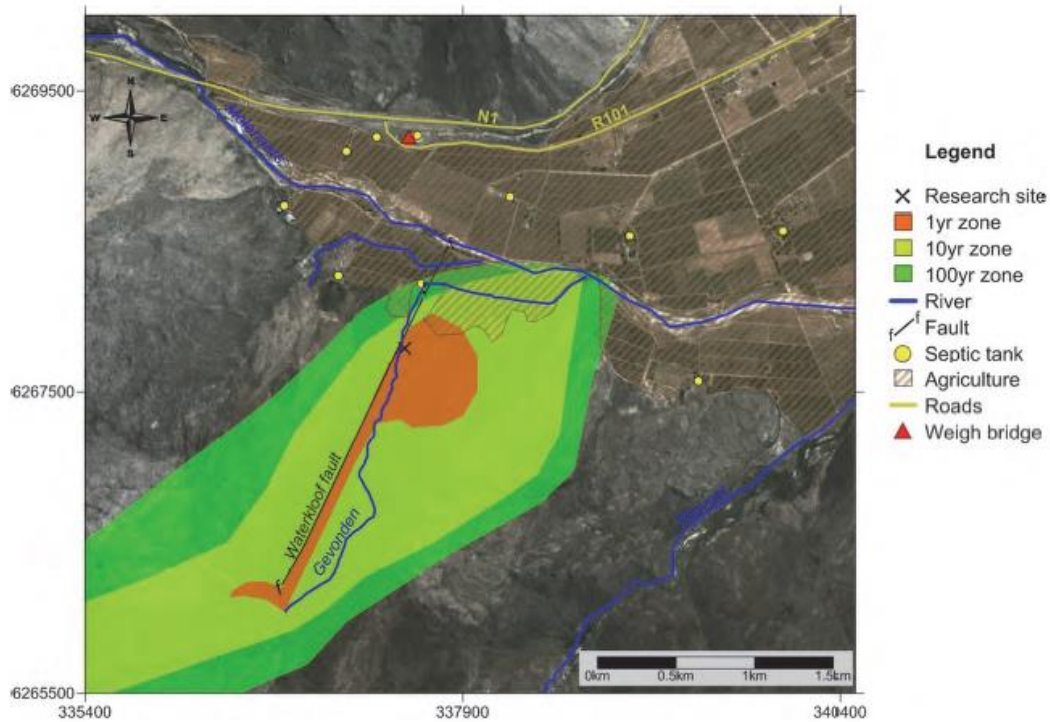 6269500
6267500
6265500
335400
337900
340400
N
W
E
S
N1
R101
f
Waterkloof fault
f
Gevonden
0km
0.5km
1km
1.5km
Legend
Research site
1yr zone
10yr zone
100yr zone
River
f
f
Fault
Septic tank
Agriculture
Roads
Weigh bridge